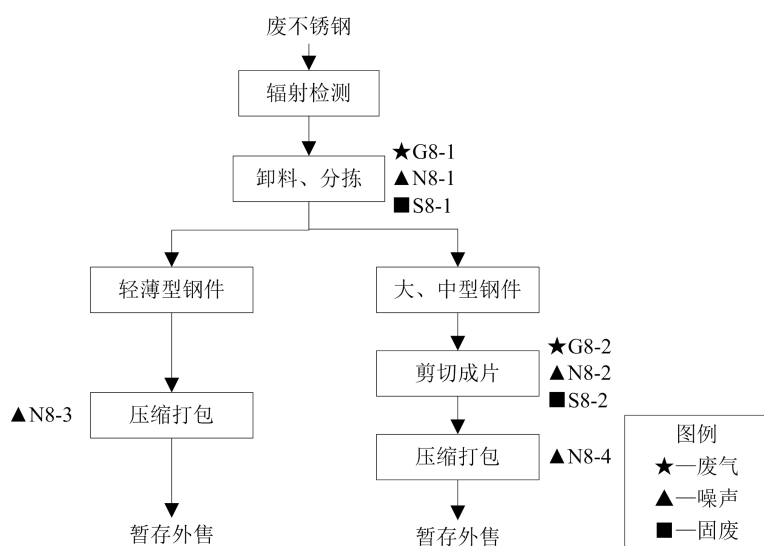 废不锈钢
辐射检测
卸料、分拣
★G8-1
▲N8-1
■S8-1
轻薄型钢件
大、中型钢件
剪切成片
★G8-2
▲N8-2
■S8-2
▲N8-3
压缩打包
压缩打包
▲N8-4
暂存外售
暂存外售
图例
★—废气
▲—噪声
■—固废